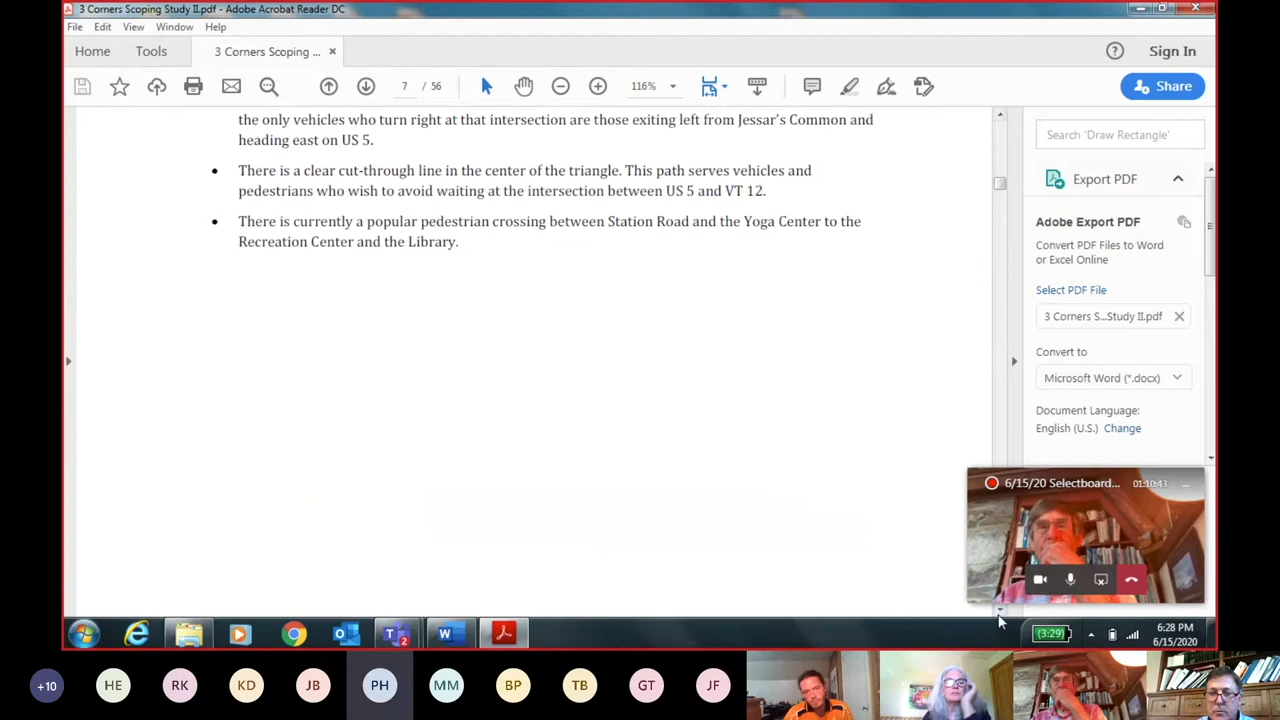 3 Corners Scoping Study II.pdf - Adobe Acrobat Reader DC
File Edit View Window Help
Home Tools 3 Corners Scoping ... × ? Sign In
7 / 56 116% Share
the only vehicles who turn right at that intersection are those exiting left from Jessar's Common and
heading east on US 5.
• There is a clear cut-through line in the center of the triangle. This path serves vehicles and
pedestrians who wish to avoid waiting at the intersection between US 5 and VT 12.
• There is currently a popular pedestrian crossing between Station Road and the Yoga Center to the
Recreation Center and the Library.
Search 'Draw Rectangle'
Export PDF
Adobe Export PDF
Convert PDF Files to Word
or Excel Online
Select PDF File
3 Corners S...Study II.pdf
Convert to
Microsoft Word (*.docx)
Document Language:
English (U.S.) Change
6/15/20 Selectboard... 01:10:43
(3:29)
6:28 PM
6/15/2020
2
+10 HE RK KD JB PH MM BP TB GT JF